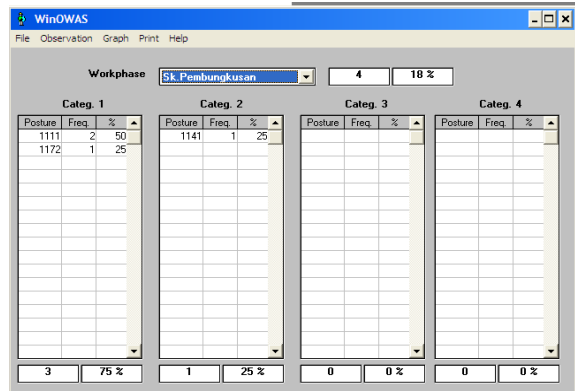 WinOWAS
File Observation Graph Print Help
Workphase Sk.Pembungkusan 4 18 %
Categ. 1 Categ. 2 Categ. 3 Categ. 4
Posture Freq. % Posture Freq. % Posture Freq. % Posture Freq. %
1111 2 50 1141 1 25
1172 1 25
3 75 % 1 25 % 0 0 % 0 0 %